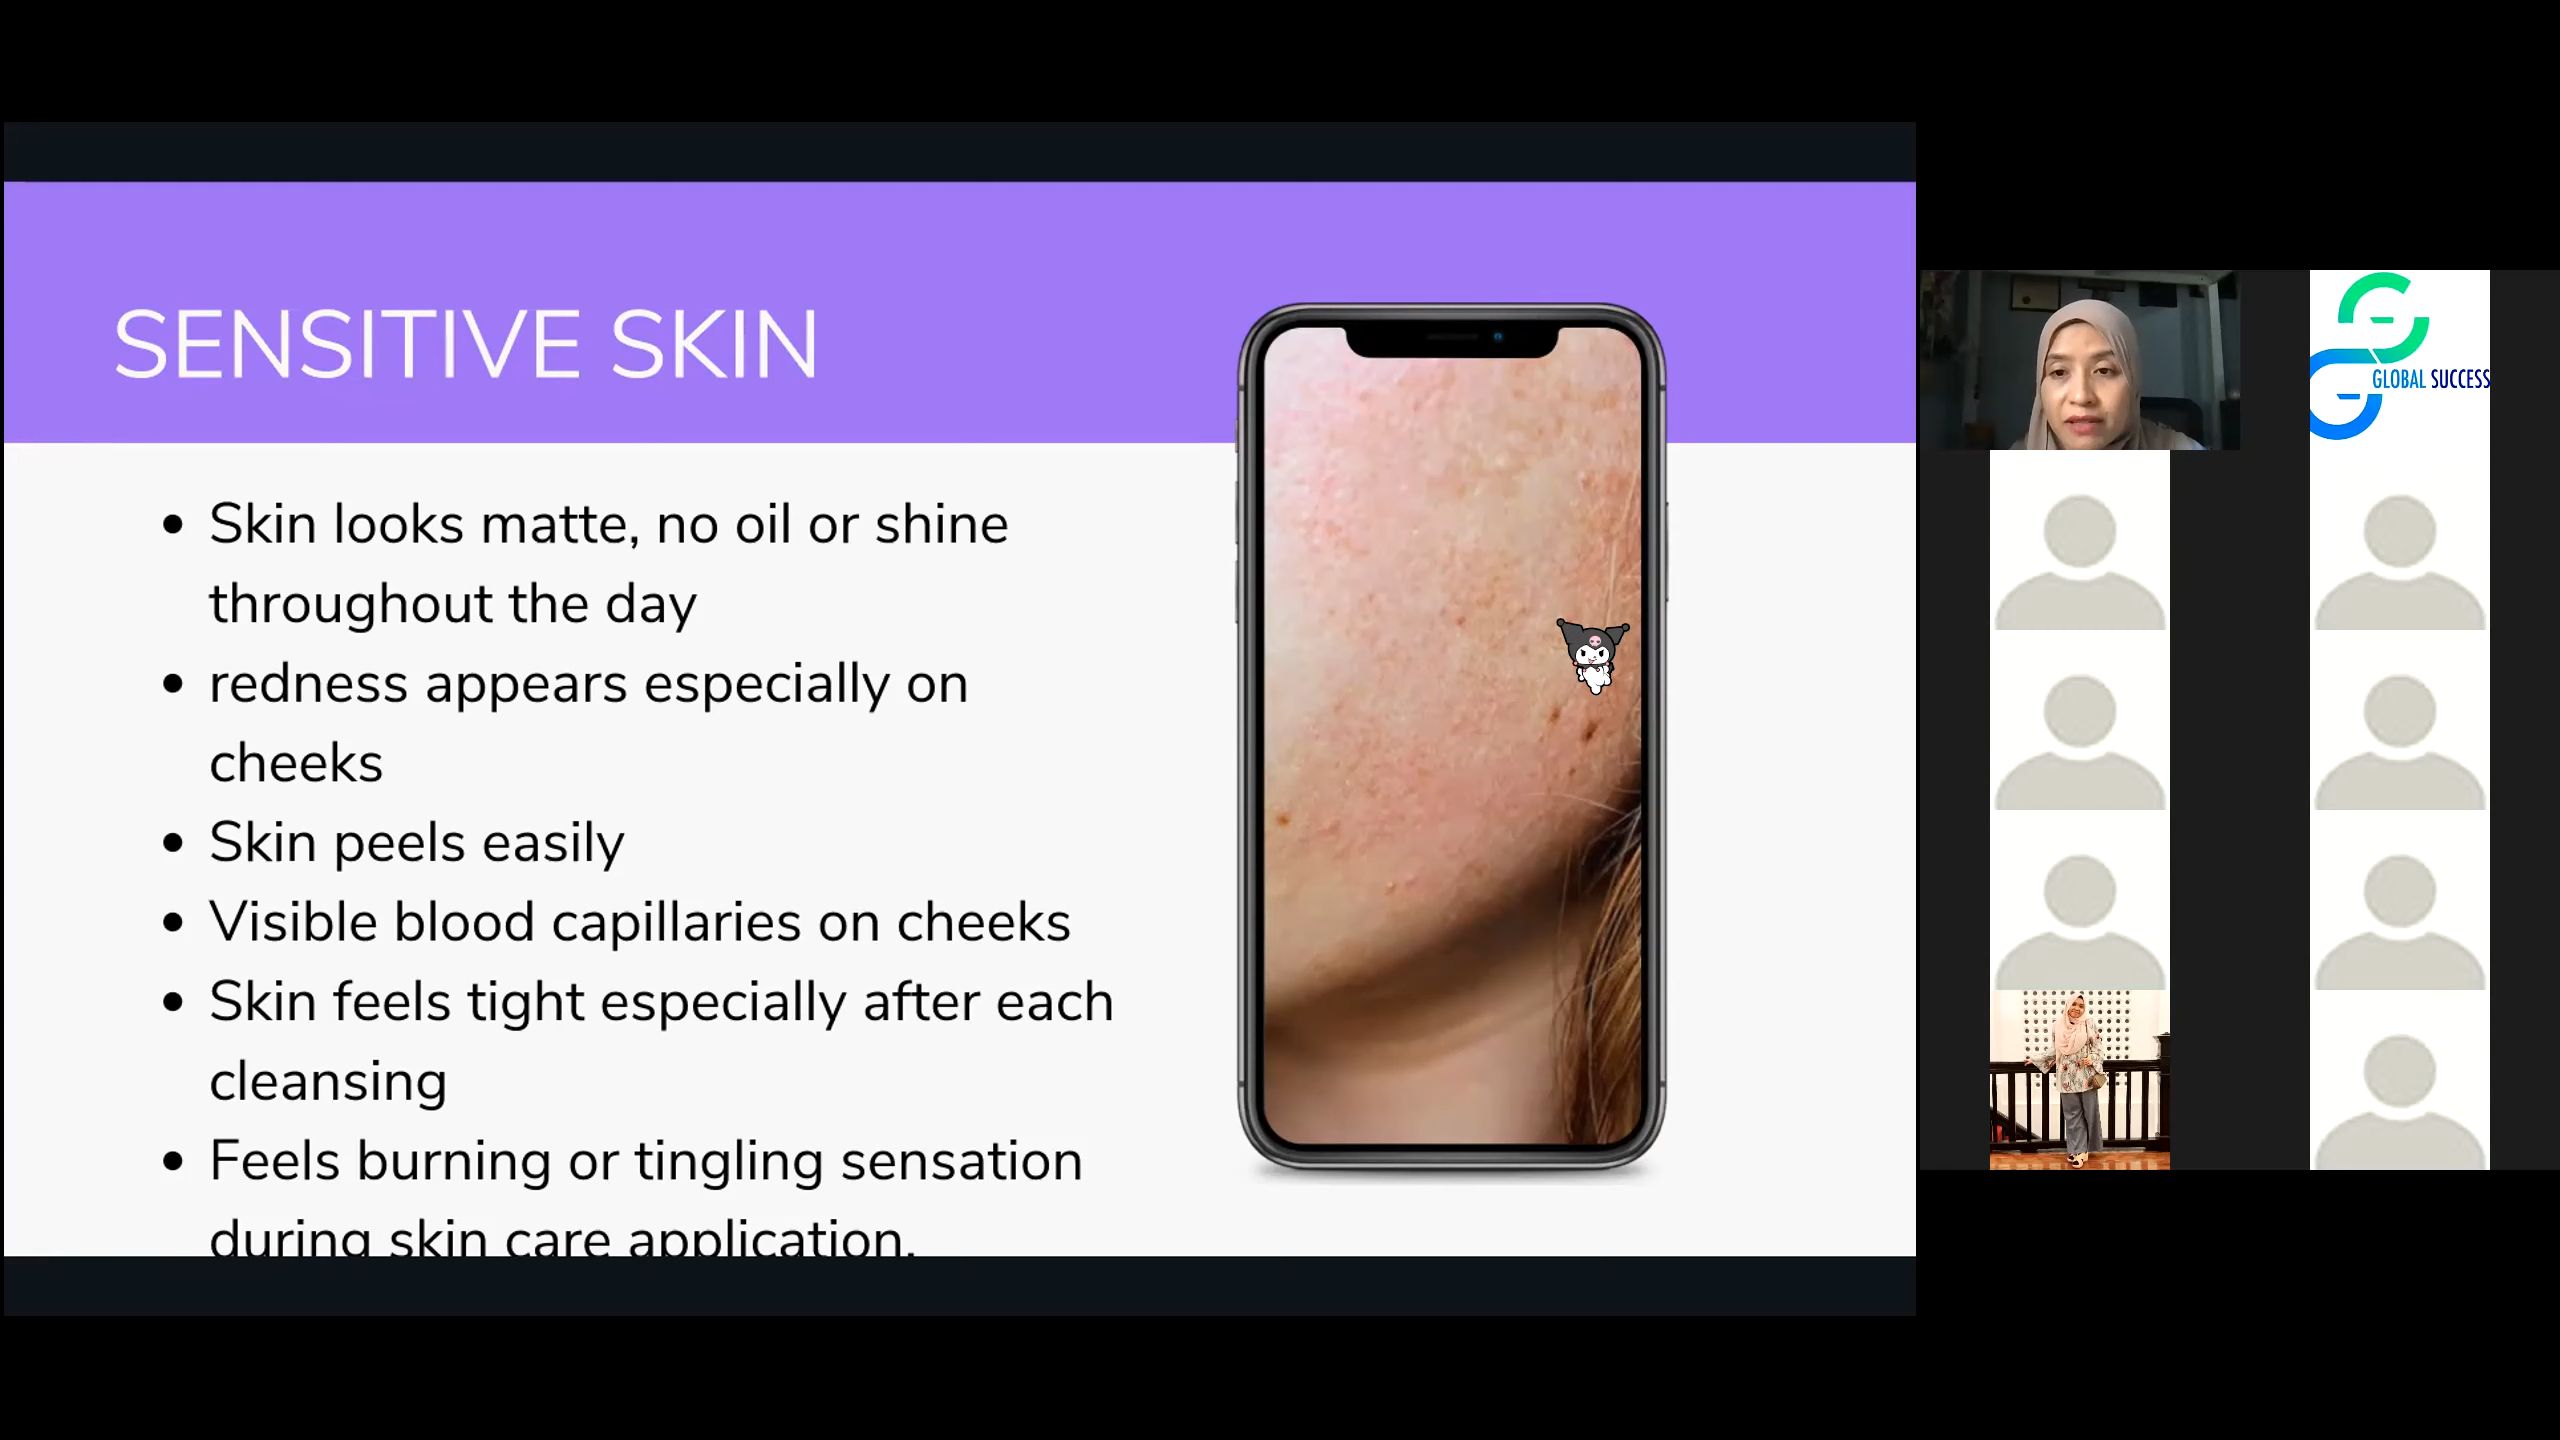 SENSITIVE SKIN
• Skin looks matte, no oil or shine
throughout the day
• redness appears especially on
cheeks
• Skin peels easily
• Visible blood capillaries on cheeks
• Skin feels tight especially after each
cleansing
• Feels burning or tingling sensation
during skin care application.
GLOBAL SUCCESS